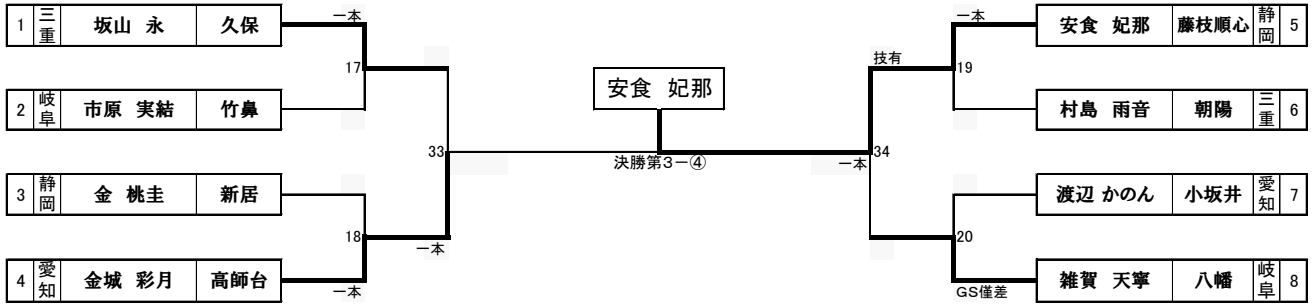 1 三重 坂山 永 久保
一本
17
2 岐阜 市原 実結 竹鼻
33
3 静岡 金 桃圭 新居
18
一本
4 愛知 金城 彩月 高師台
一本
安食 妃那
決勝第3－④
一本
安食 妃那 藤枝順心 静岡 5
一本
技有
19
村島 雨音 朝陽 三重 6
34
一本
渡辺 かのん 小坂井 愛知 7
20
雑賀 天寧 八幡 岐阜 8
GS僅差